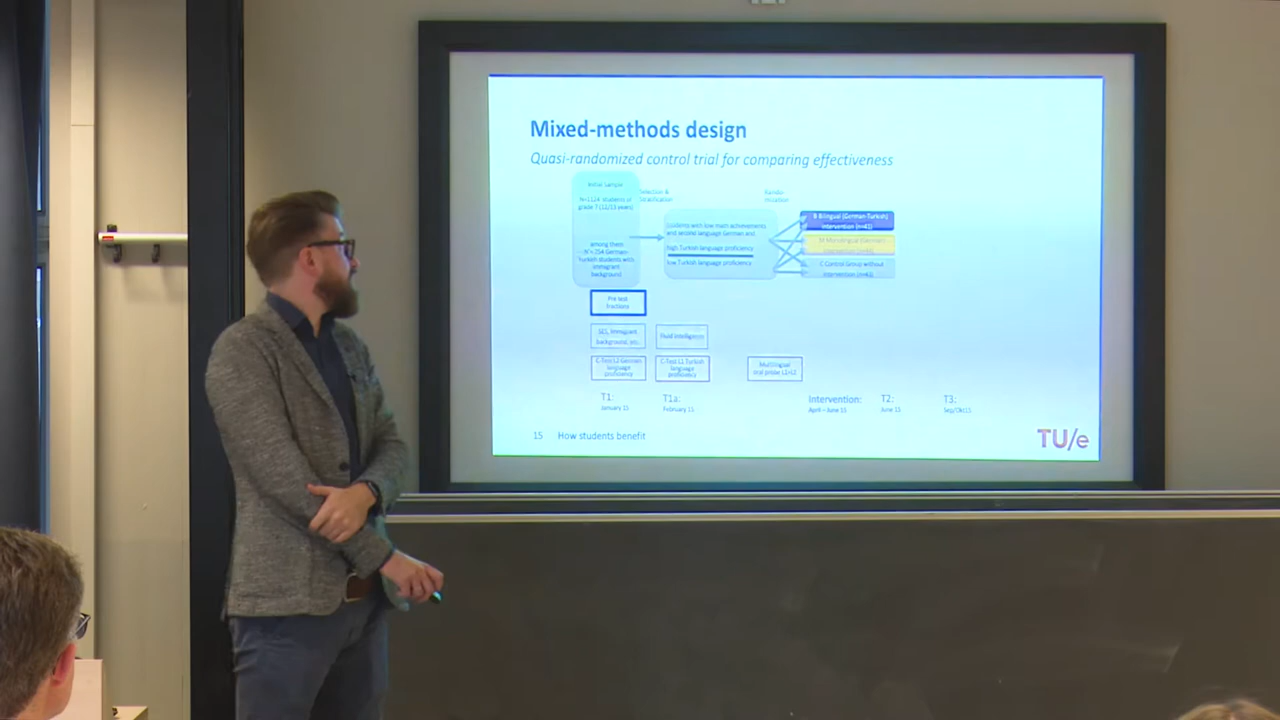 Mixed-methods design
Quasi-randomized control trial for comparing effectiveness
Initial sample
N=1124 students of
grade 7 (12/13 years)
among them
N'= 254 German-
Turkish students with
immigrant
background
Selection &
Stratification
students with low math achievements
and second language German and
high Turkish language proficiency
low Turkish language proficiency
Rando-
mization
B Bilingual (German-Turkish)
intervention (n=41)
M Monolingual (German)
intervention
C Control Group without
intervention (n=43)
Pre test
fractions
SES, immigrant
background, etc.
Fluid intelligence
C-Test L2 German
language
proficiency
C-Test L1 Turkish
language
proficiency
Multilingual
oral probe L1+L2
T1:
January 15
T1a:
February 15
Intervention:
April – June 15
T2:
June 15
T3:
Sep/Okt15
15 How students benefit
TU/e